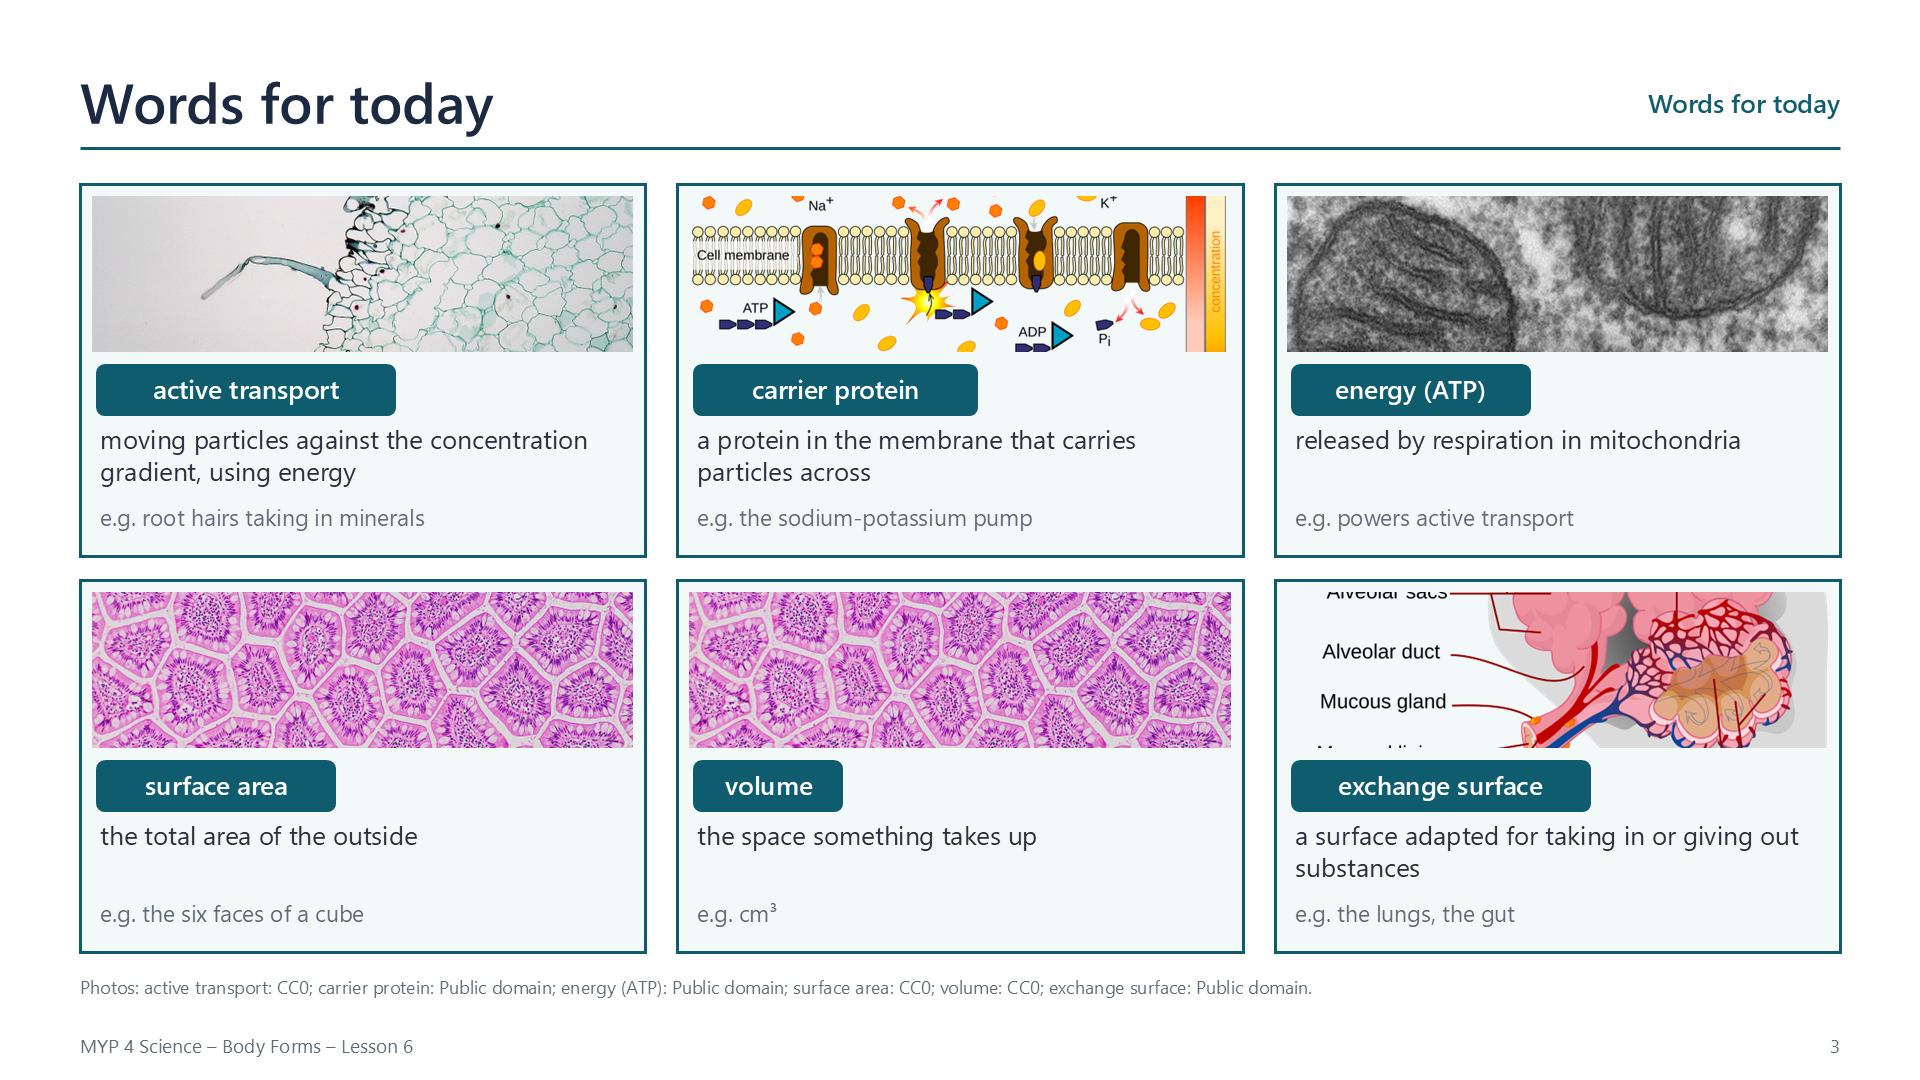 Words for today
Words for today
Na+
K+
Cell membrane
concentration
ATP
ADP
Pi
active transport
carrier protein
energy (ATP)
moving particles against the concentration
gradient, using energy
a protein in the membrane that carries
particles across
released by respiration in mitochondria
e.g. root hairs taking in minerals
e.g. the sodium-potassium pump
e.g. powers active transport
Alveolar sacs
Alveolar duct
Mucous gland
surface area
volume
exchange surface
the total area of the outside
the space something takes up
a surface adapted for taking in or giving out
substances
e.g. the six faces of a cube
e.g. cm³
e.g. the lungs, the gut
Photos: active transport: CC0; carrier protein: Public domain; energy (ATP): Public domain; surface area: CC0; volume: CC0; exchange surface: Public domain.
MYP 4 Science – Body Forms – Lesson 6
3